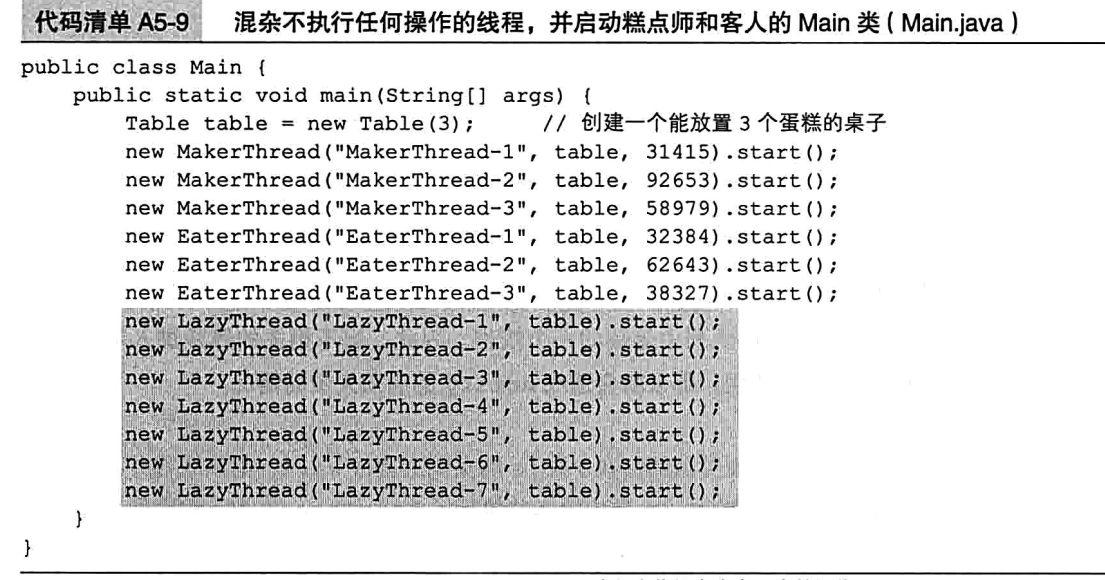 代码清单 A5-9 混杂不执行任何操作的线程，并启动糕点师和客人的 Main 类（Main.java）
public class Main {
    public static void main(String[] args) {
        Table table = new Table(3);     // 创建一个能放置 3 个蛋糕的桌子
        new MakerThread("MakerThread-1", table, 31415).start();
        new MakerThread("MakerThread-2", table, 92653).start();
        new MakerThread("MakerThread-3", table, 58979).start();
        new EaterThread("EaterThread-1", table, 32384).start();
        new EaterThread("EaterThread-2", table, 62643).start();
        new EaterThread("EaterThread-3", table, 38327).start();
        new LazyThread("LazyThread-1", table).start();
        new LazyThread("LazyThread-2", table).start();
        new LazyThread("LazyThread-3", table).start();
        new LazyThread("LazyThread-4", table).start();
        new LazyThread("LazyThread-5", table).start();
        new LazyThread("LazyThread-6", table).start();
        new LazyThread("LazyThread-7", table).start();
    }
}